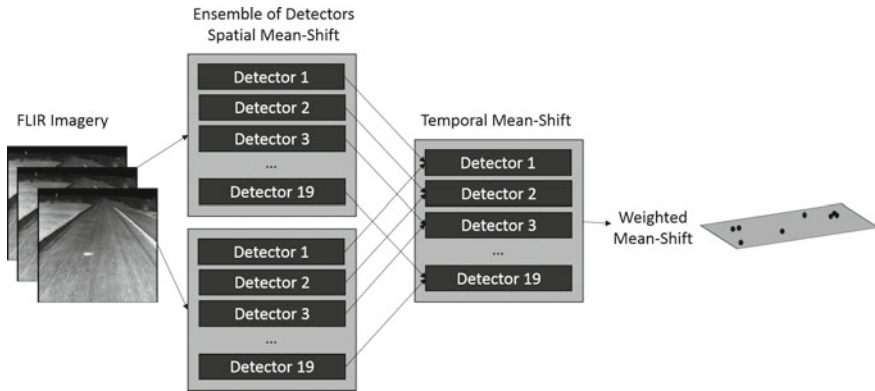 Ensemble of Detectors
Spatial Mean-Shift
Detector 1
Detector 2
Detector 3
...
Detector 19
FLIR Imagery
Detector 1
Detector 2
Detector 3
...
Detector 19
Temporal Mean-Shift
Detector 1
Detector 2
Detector 3
...
Detector 19
Weighted
Mean-Shift